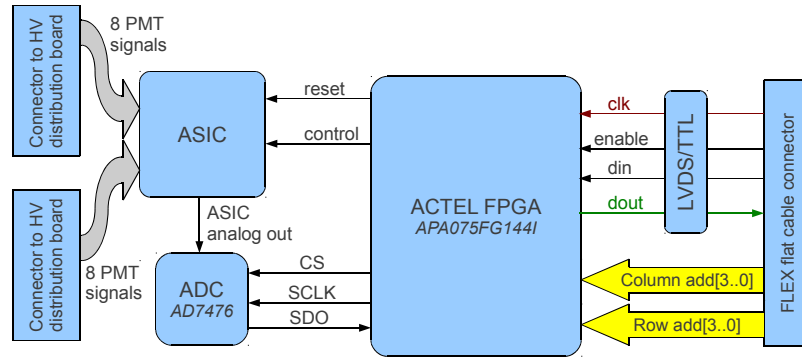 Connector to HV
distribution board
8 PMT
signals
ASIC
reset
control
ACTEL FPGA
APA075FG144I
clk
enable
din
dout
LVDS/TTL
FLEX flat cable connector
Connector to HV
distribution board
8 PMT
signals
ASIC
analog out
ADC
AD7476
CS
SCLK
SDO
Column add[3..0]
Row add[3..0]